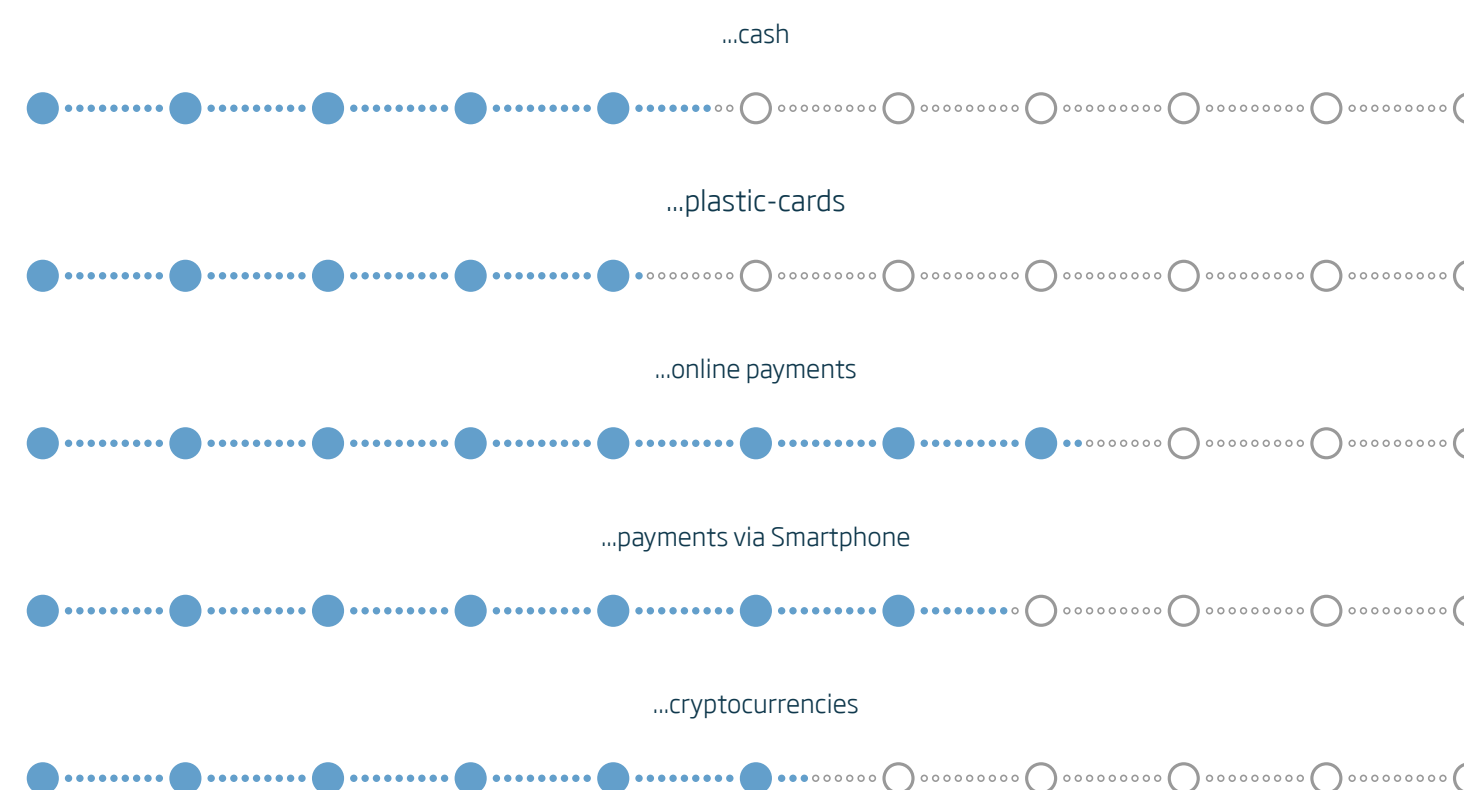 ...cash
...plastic-cards
...online payments
...payments via Smartphone
...cryptocurrencies